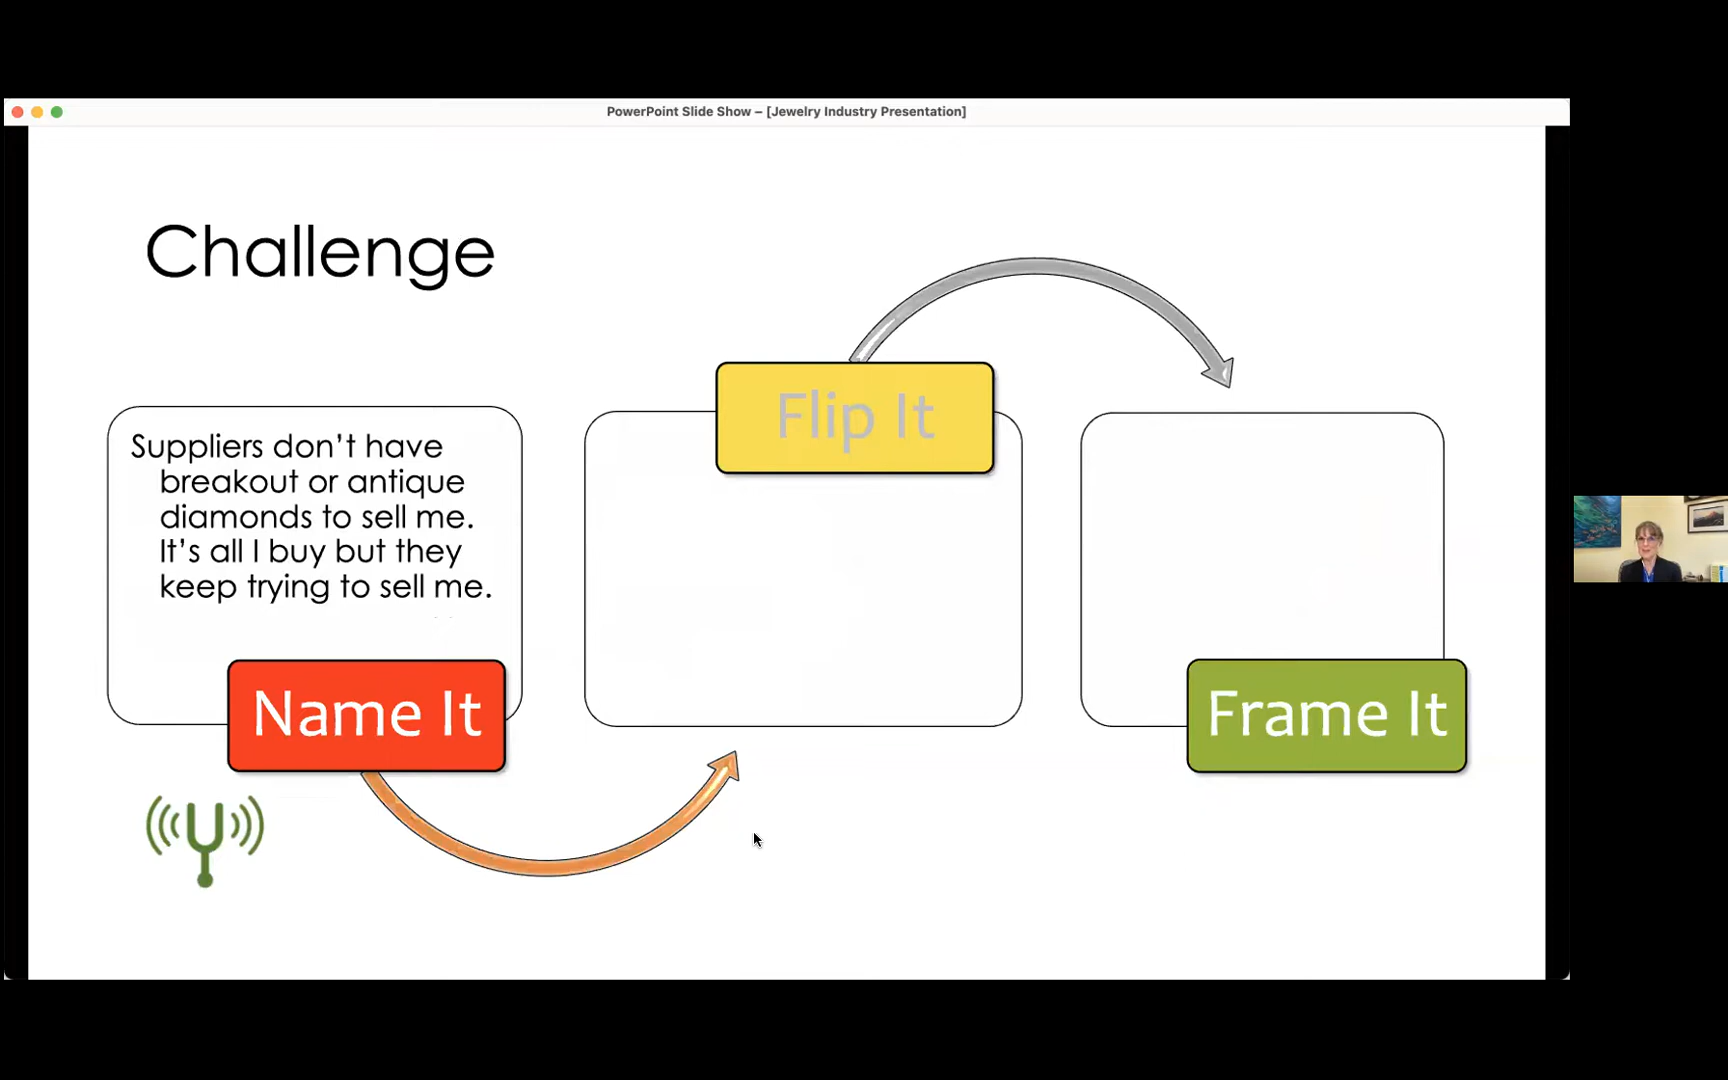 PowerPoint Slide Show – [Jewelry Industry Presentation]
Challenge
Suppliers don’t have
breakout or antique
diamonds to sell me.
It’s all I buy but they
keep trying to sell me.
Name It
Flip It
Frame It